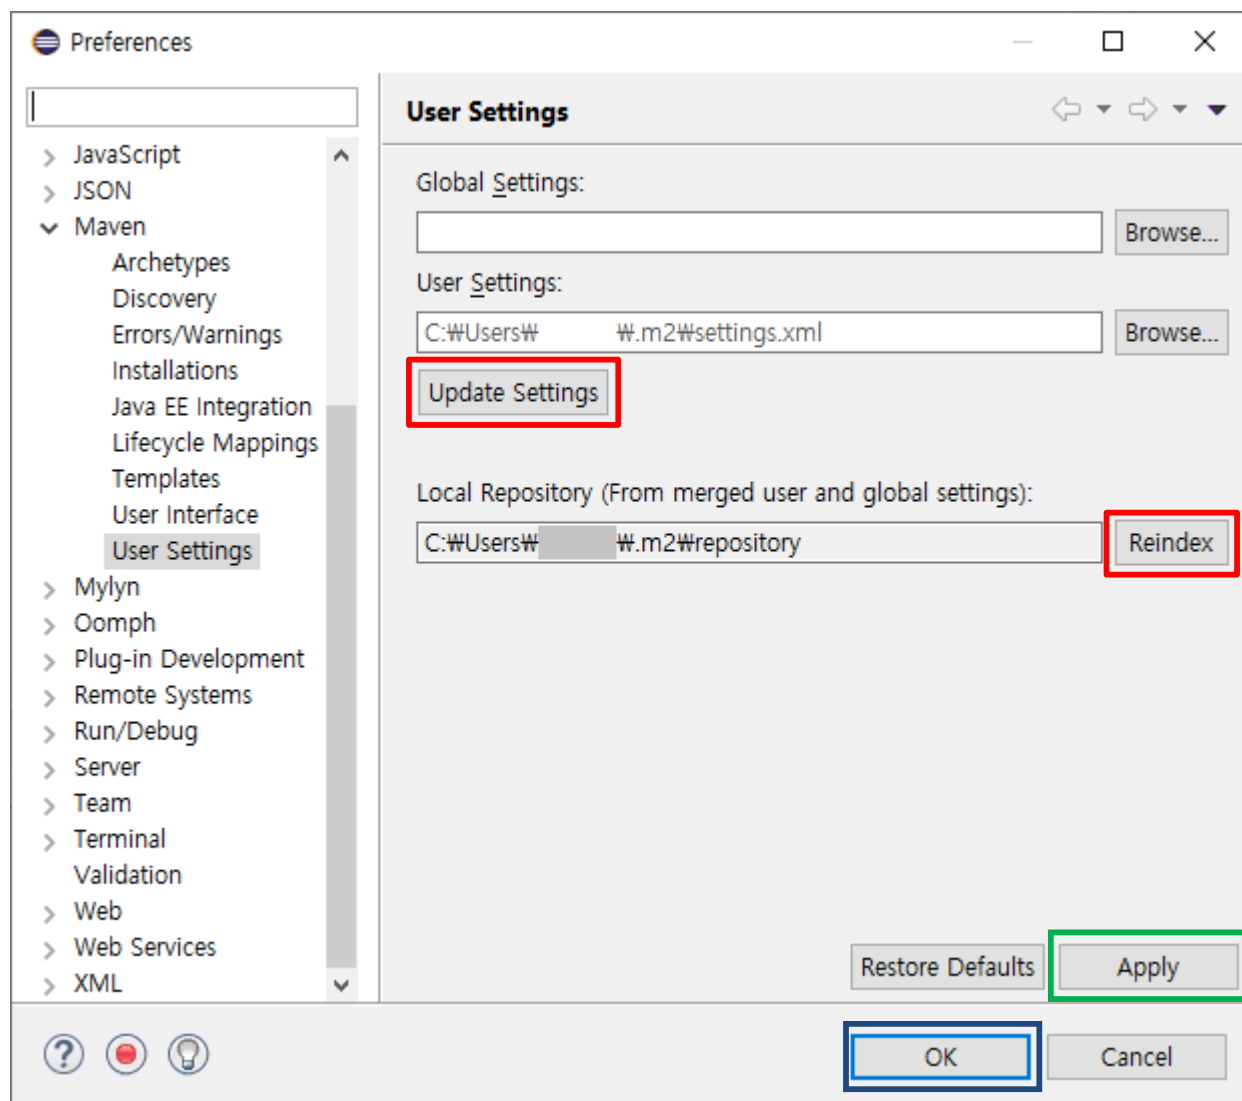 Preferences
User Settings
JavaScript
JSON
Maven
Archetypes
Discovery
Errors/Warnings
Installations
Java EE Integration
Lifecycle Mappings
Templates
User Interface
User Settings
Mylyn
Oomph
Plug-in Development
Remote Systems
Run/Debug
Server
Team
Terminal
Validation
Web
Web Services
XML
Global Settings:
Browse...
User Settings:
C:₩Users₩ ₩.m2₩settings.xml
Browse...
Update Settings
Local Repository (From merged user and global settings):
C:₩Users₩ ₩.m2₩repository
Reindex
Restore Defaults
Apply
?
OK
Cancel